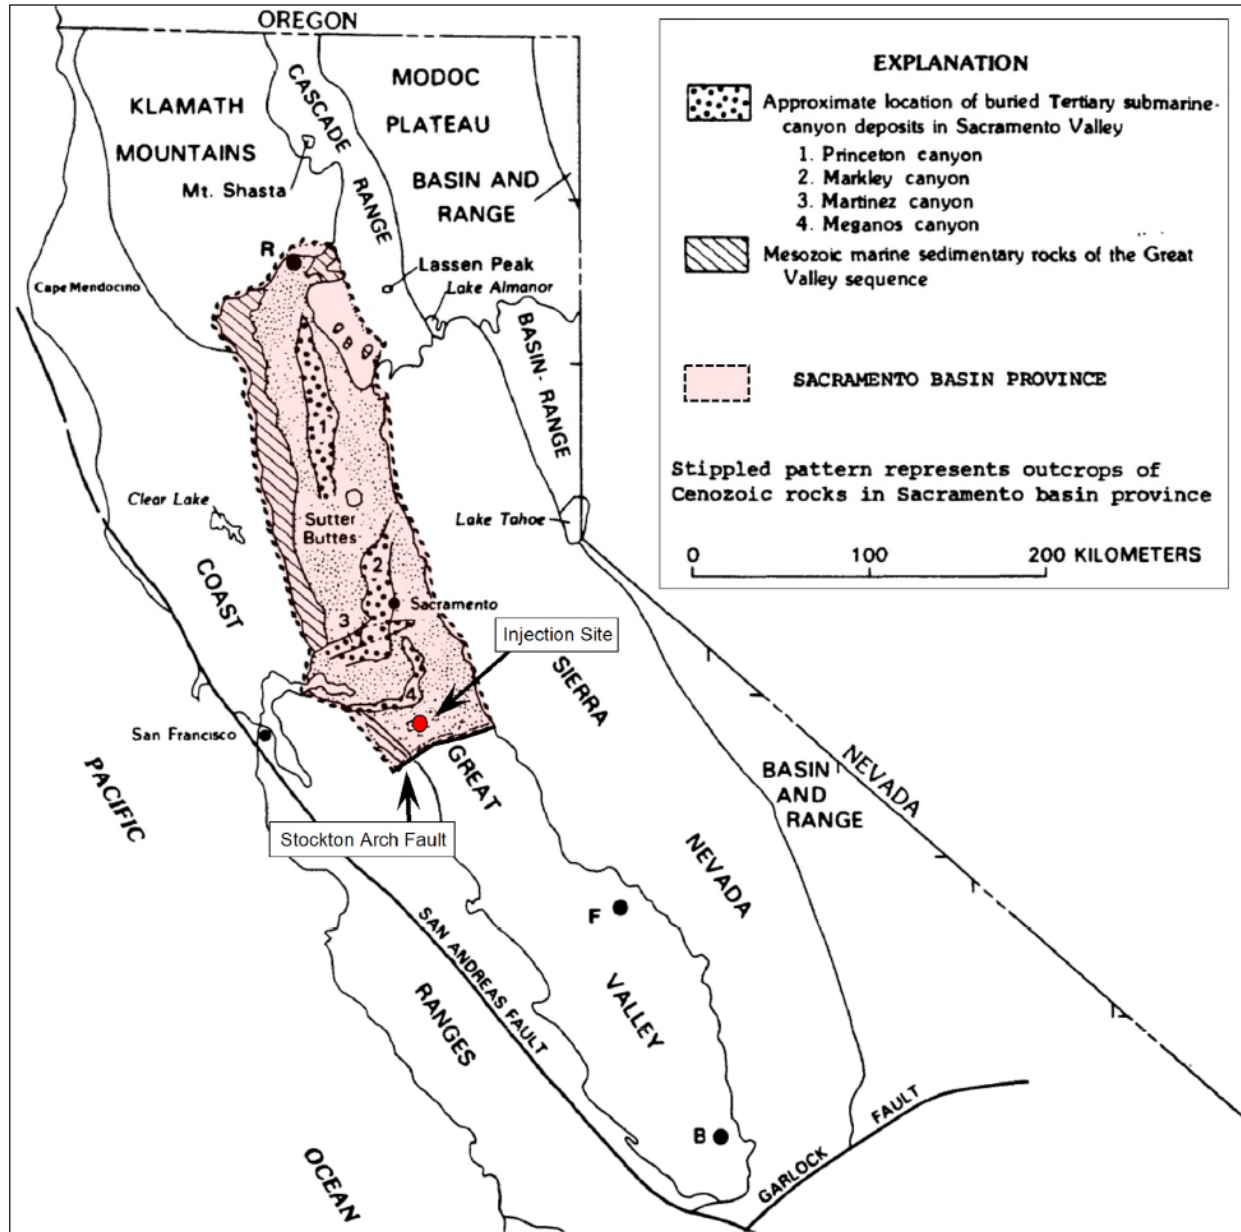 OREGON
KLAMATH
MOUNTAINS
Mt. Shasta
CASCADE
RANGE
MODOC
PLATEAU
BASIN AND
RANGE
R
Lassen Peak
Lake Almanor
Cape Mendocino
BASIN-RANGE
1
Clear Lake
Sutter
Buttes
Lake Tahoe
COAST
2
Sacramento
3
Injection Site
4
SIERRA
San Francisco
GREAT
PACIFIC
Stockton Arch Fault
BASIN
AND
RANGE
NEVADA
NEVADA
F
SAN ANDREAS FAULT
VALLEY
RANGES
B
GARLOCK
FAULT
OCEAN
EXPLANATION
Approximate location of buried Tertiary submarine-
canyon deposits in Sacramento Valley
1. Princeton canyon
2. Markley canyon
3. Martinez canyon
4. Meganos canyon
Mesozoic marine sedimentary rocks of the Great
Valley sequence
SACRAMENTO BASIN PROVINCE
Stippled pattern represents outcrops of
Cenozoic rocks in Sacramento basin province
0 100 200 KILOMETERS